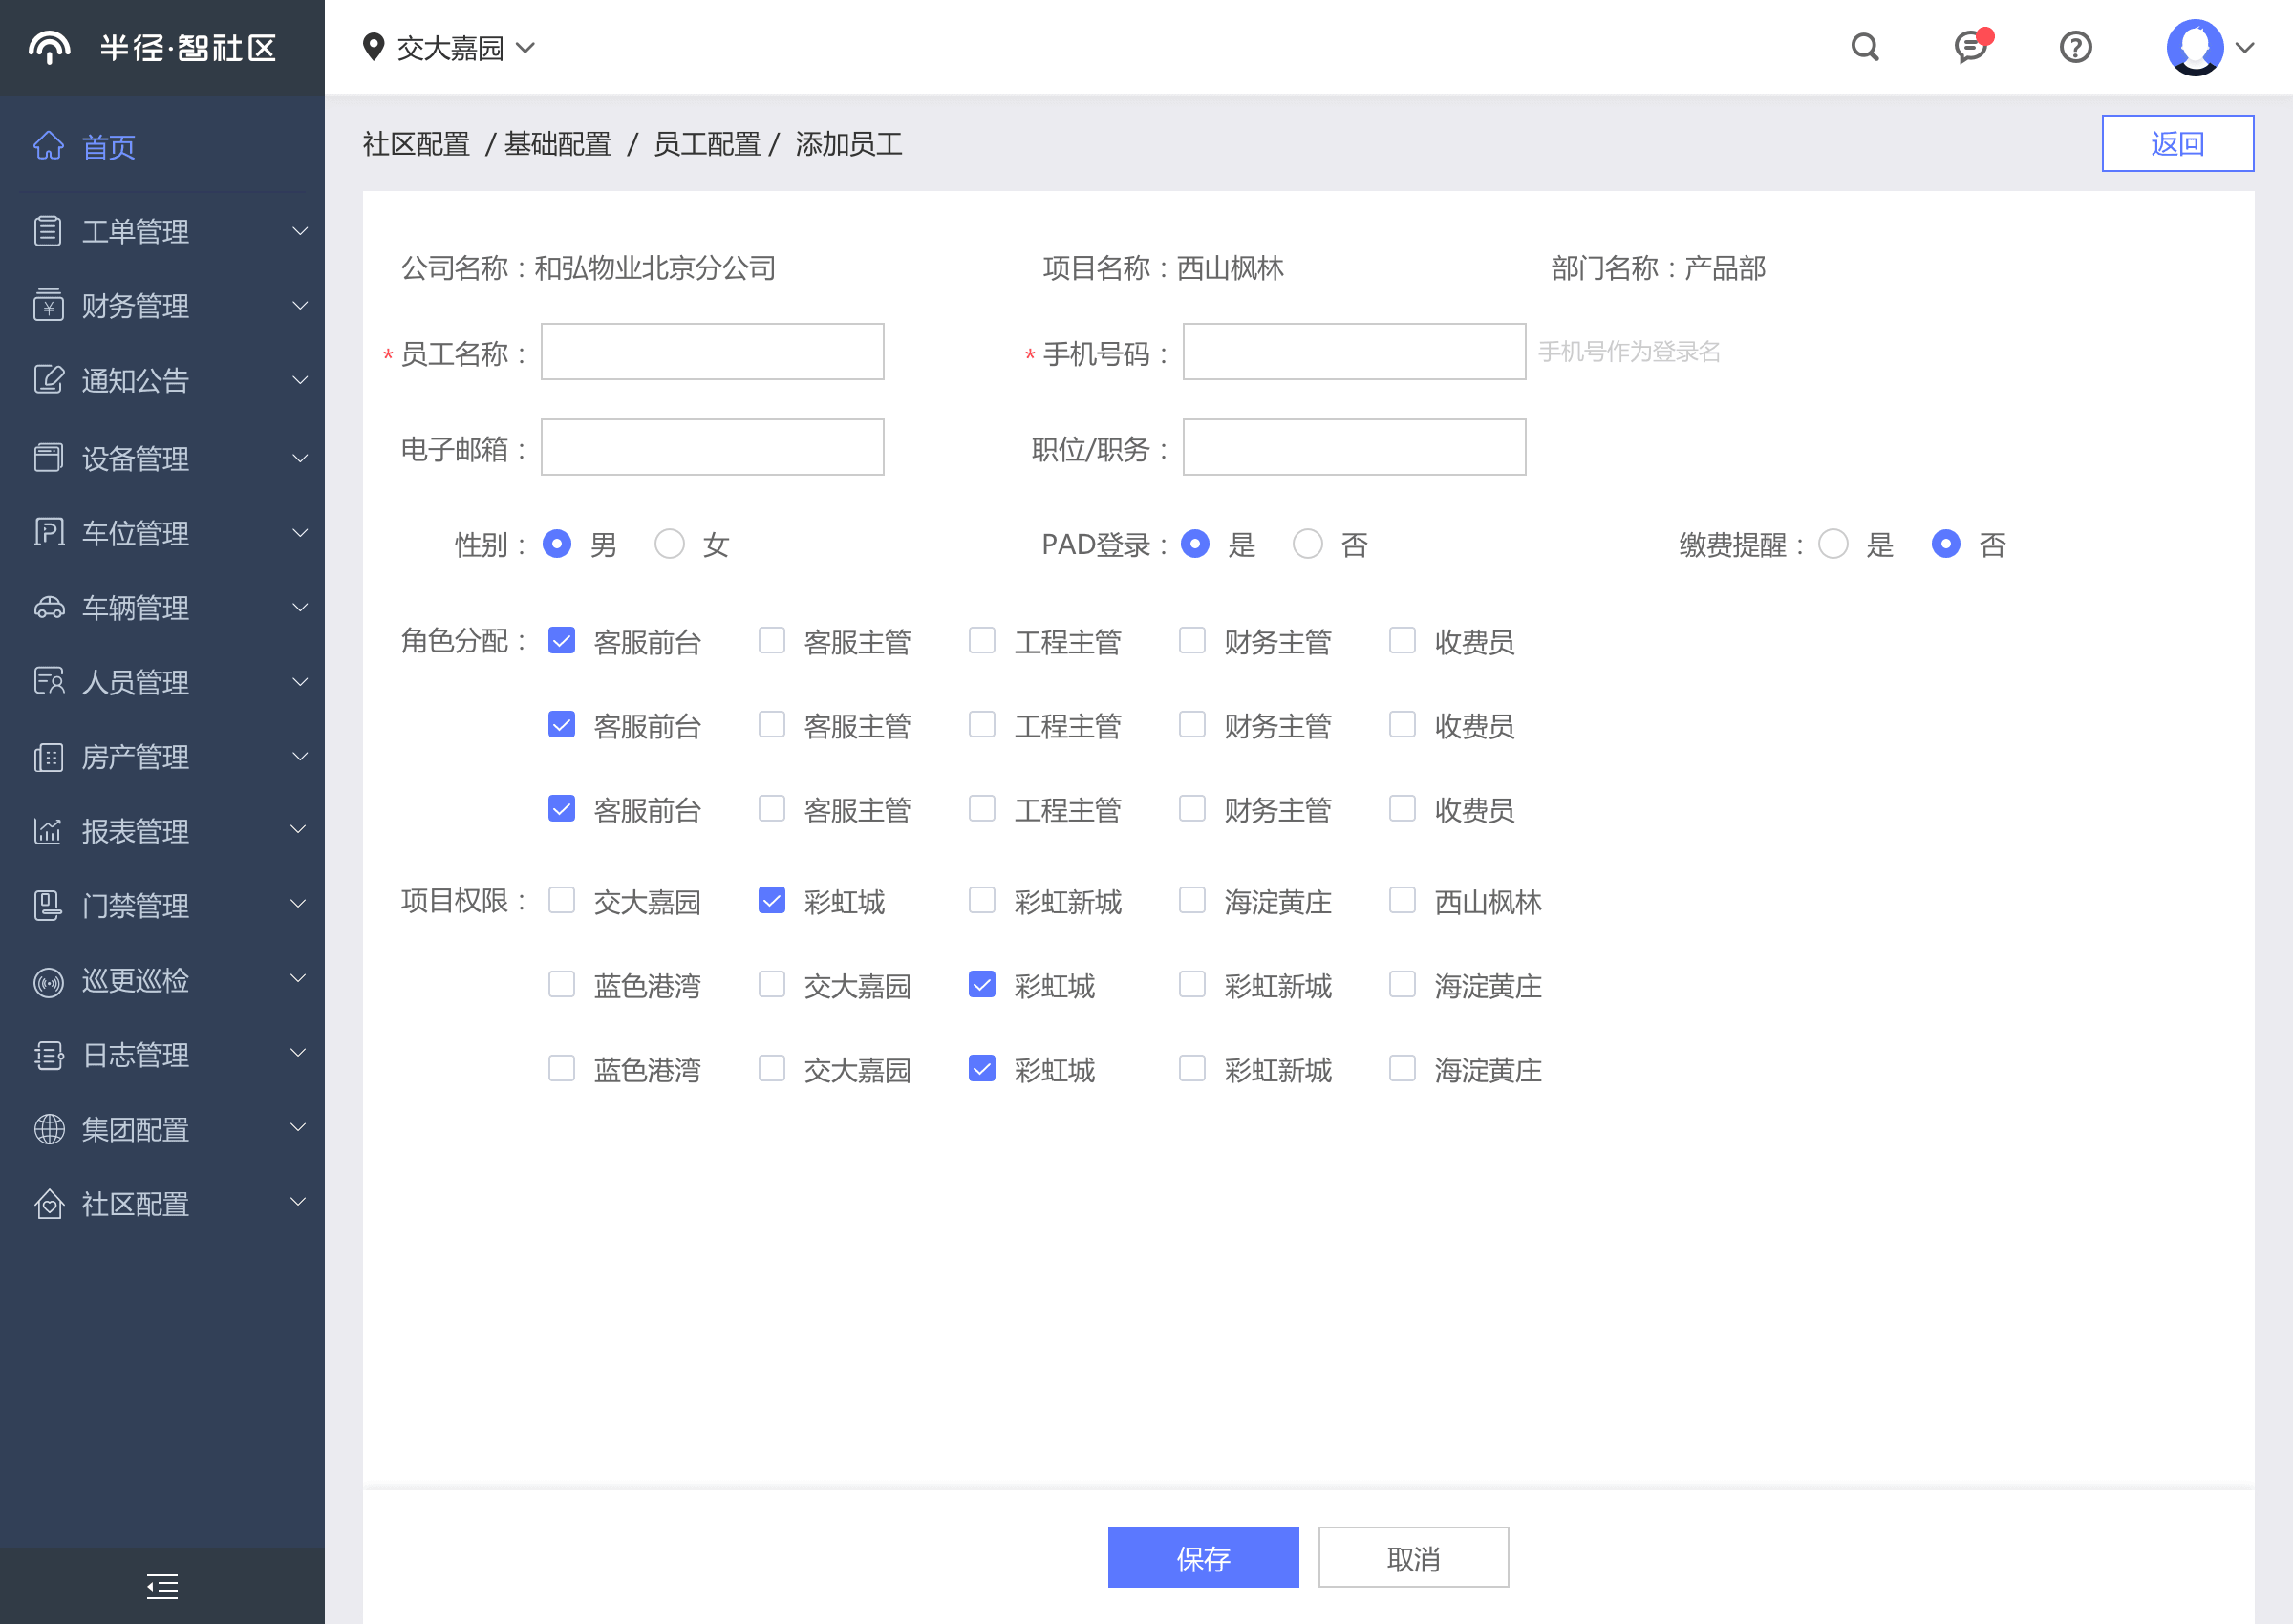 半径·智社区
交大嘉园
首页
工单管理
财务管理
通知公告
设备管理
车位管理
车辆管理
人员管理
房产管理
报表管理
门禁管理
巡更巡检
日志管理
集团配置
社区配置
社区配置 / 基础配置 / 员工配置 / 添加员工
返回
公司名称：和弘物业北京分公司 项目名称：西山枫林 部门名称：产品部
* 员工名称： * 手机号码： 手机号作为登录名
电子邮箱： 职位/职务：
性别： 男 女 PAD登录： 是 否 缴费提醒： 是 否
角色分配： 客服前台 客服主管 工程主管 财务主管 收费员
客服前台 客服主管 工程主管 财务主管 收费员
客服前台 客服主管 工程主管 财务主管 收费员
项目权限： 交大嘉园 彩虹城 彩虹新城 海淀黄庄 西山枫林
蓝色港湾 交大嘉园 彩虹城 彩虹新城 海淀黄庄
蓝色港湾 交大嘉园 彩虹城 彩虹新城 海淀黄庄
保存 取消